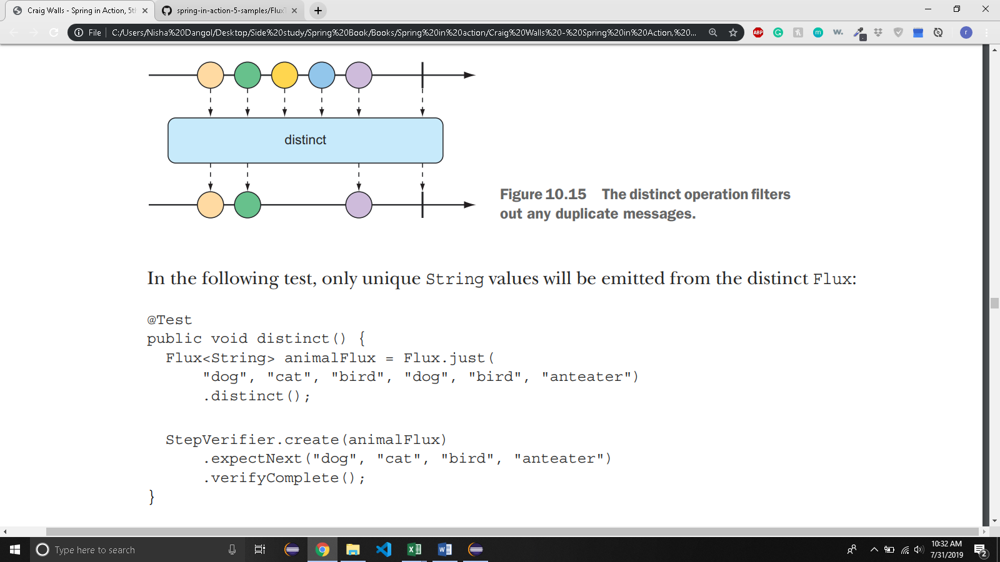 Craig Walls - Spring in Action, 5th
spring-in-action-5-samples/Flux
File
C:/Users/Nisha%20Dangol/Desktop/Side%20study/Spring%20Book/Books/Spring%20in%20action/Craig%20Walls%20-%20Spring%20in%20Action,%20...
ABP
m
w.
r
distinct
Figure 10.15 The distinct operation filters
out any duplicate messages.
In the following test, only unique String values will be emitted from the distinct Flux:
@Test
public void distinct() {
Flux<String> animalFlux = Flux.just(
"dog", "cat", "bird", "dog", "bird", "anteater")
.distinct();
StepVerifier.create(animalFlux)
.expectNext("dog", "cat", "bird", "anteater")
.verifyComplete();
}
Type here to search
10:32 AM
7/31/2019
2